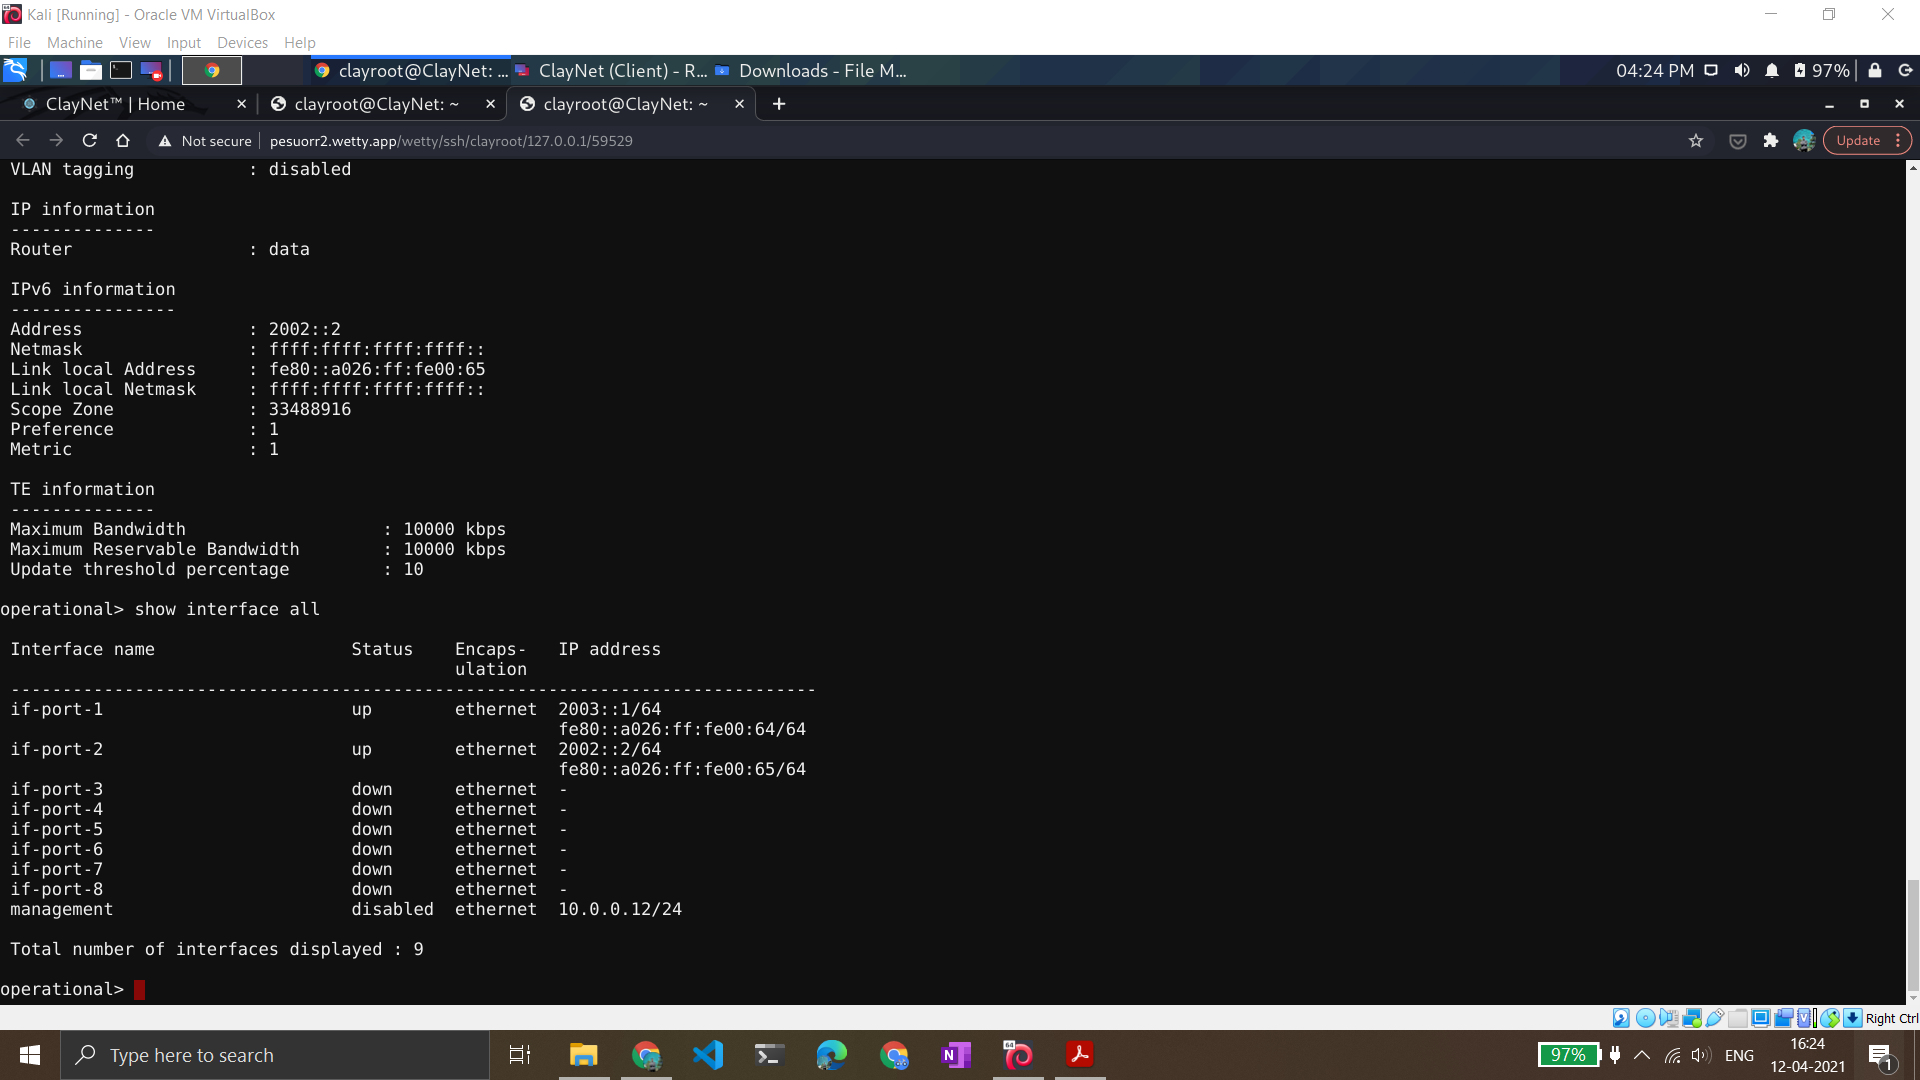 Kali [Running] - Oracle VM VirtualBox
File Machine View Input Devices Help
clayroot@ClayNet: ... ClayNet (Client) - R... Downloads - File M... 04:24 PM 97%
ClayNet™ | Home clayroot@ClayNet: ~ clayroot@ClayNet: ~
Not secure pesuorr2.wetty.app/wetty/ssh/clayroot/127.0.0.1/59529 Update
VLAN tagging : disabled
IP information
--------------
Router : data
IPv6 information
----------------
Address : 2002::2
Netmask : ffff:ffff:ffff:ffff::
Link local Address : fe80::a026:ff:fe00:65
Link local Netmask : ffff:ffff:ffff:ffff::
Scope Zone : 33488916
Preference : 1
Metric : 1
TE information
--------------
Maximum Bandwidth : 10000 kbps
Maximum Reservable Bandwidth : 10000 kbps
Update threshold percentage : 10
operational> show interface all
Interface name Status Encaps- IP address
ulation
------------------------------------------------------------------------------
if-port-1 up ethernet 2003::1/64
fe80::a026:ff:fe00:64/64
if-port-2 up ethernet 2002::2/64
fe80::a026:ff:fe00:65/64
if-port-3 down ethernet -
if-port-4 down ethernet -
if-port-5 down ethernet -
if-port-6 down ethernet -
if-port-7 down ethernet -
if-port-8 down ethernet -
management disabled ethernet 10.0.0.12/24
Total number of interfaces displayed : 9
operational>
Right Ctrl
Type here to search 97% ENG 16:24
12-04-2021 1